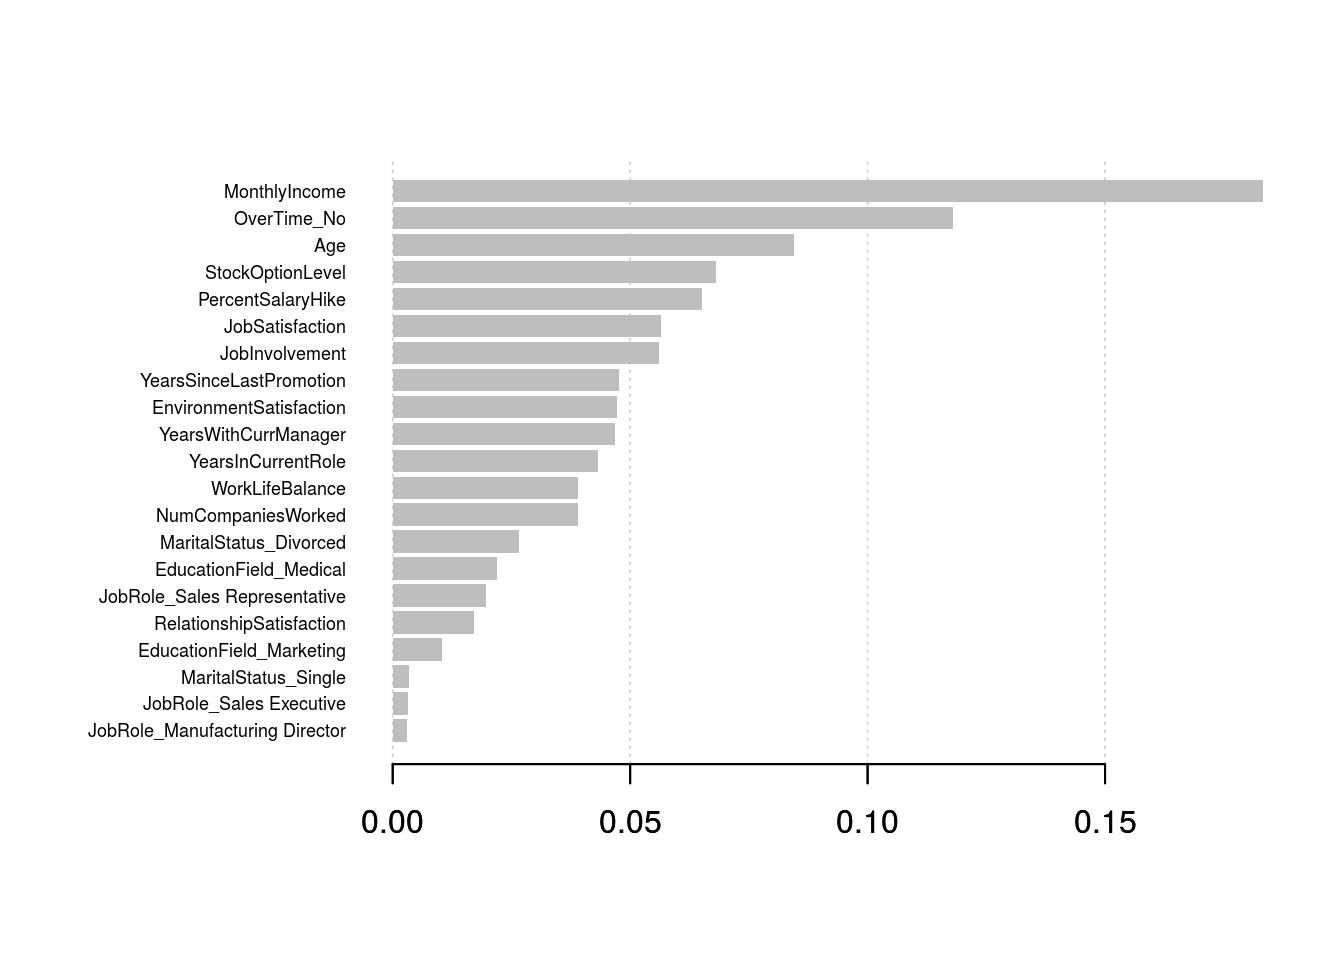 MonthlyIncome
OverTime_No
Age
StockOptionLevel
PercentSalaryHike
JobSatisfaction
JobInvolvement
YearsSinceLastPromotion
EnvironmentSatisfaction
YearsWithCurrManager
YearsInCurrentRole
WorkLifeBalance
NumCompaniesWorked
MaritalStatus_Divorced
EducationField_Medical
JobRole_Sales Representative
RelationshipSatisfaction
EducationField_Marketing
MaritalStatus_Single
JobRole_Sales Executive
JobRole_Manufacturing Director
0.00 0.05 0.10 0.15